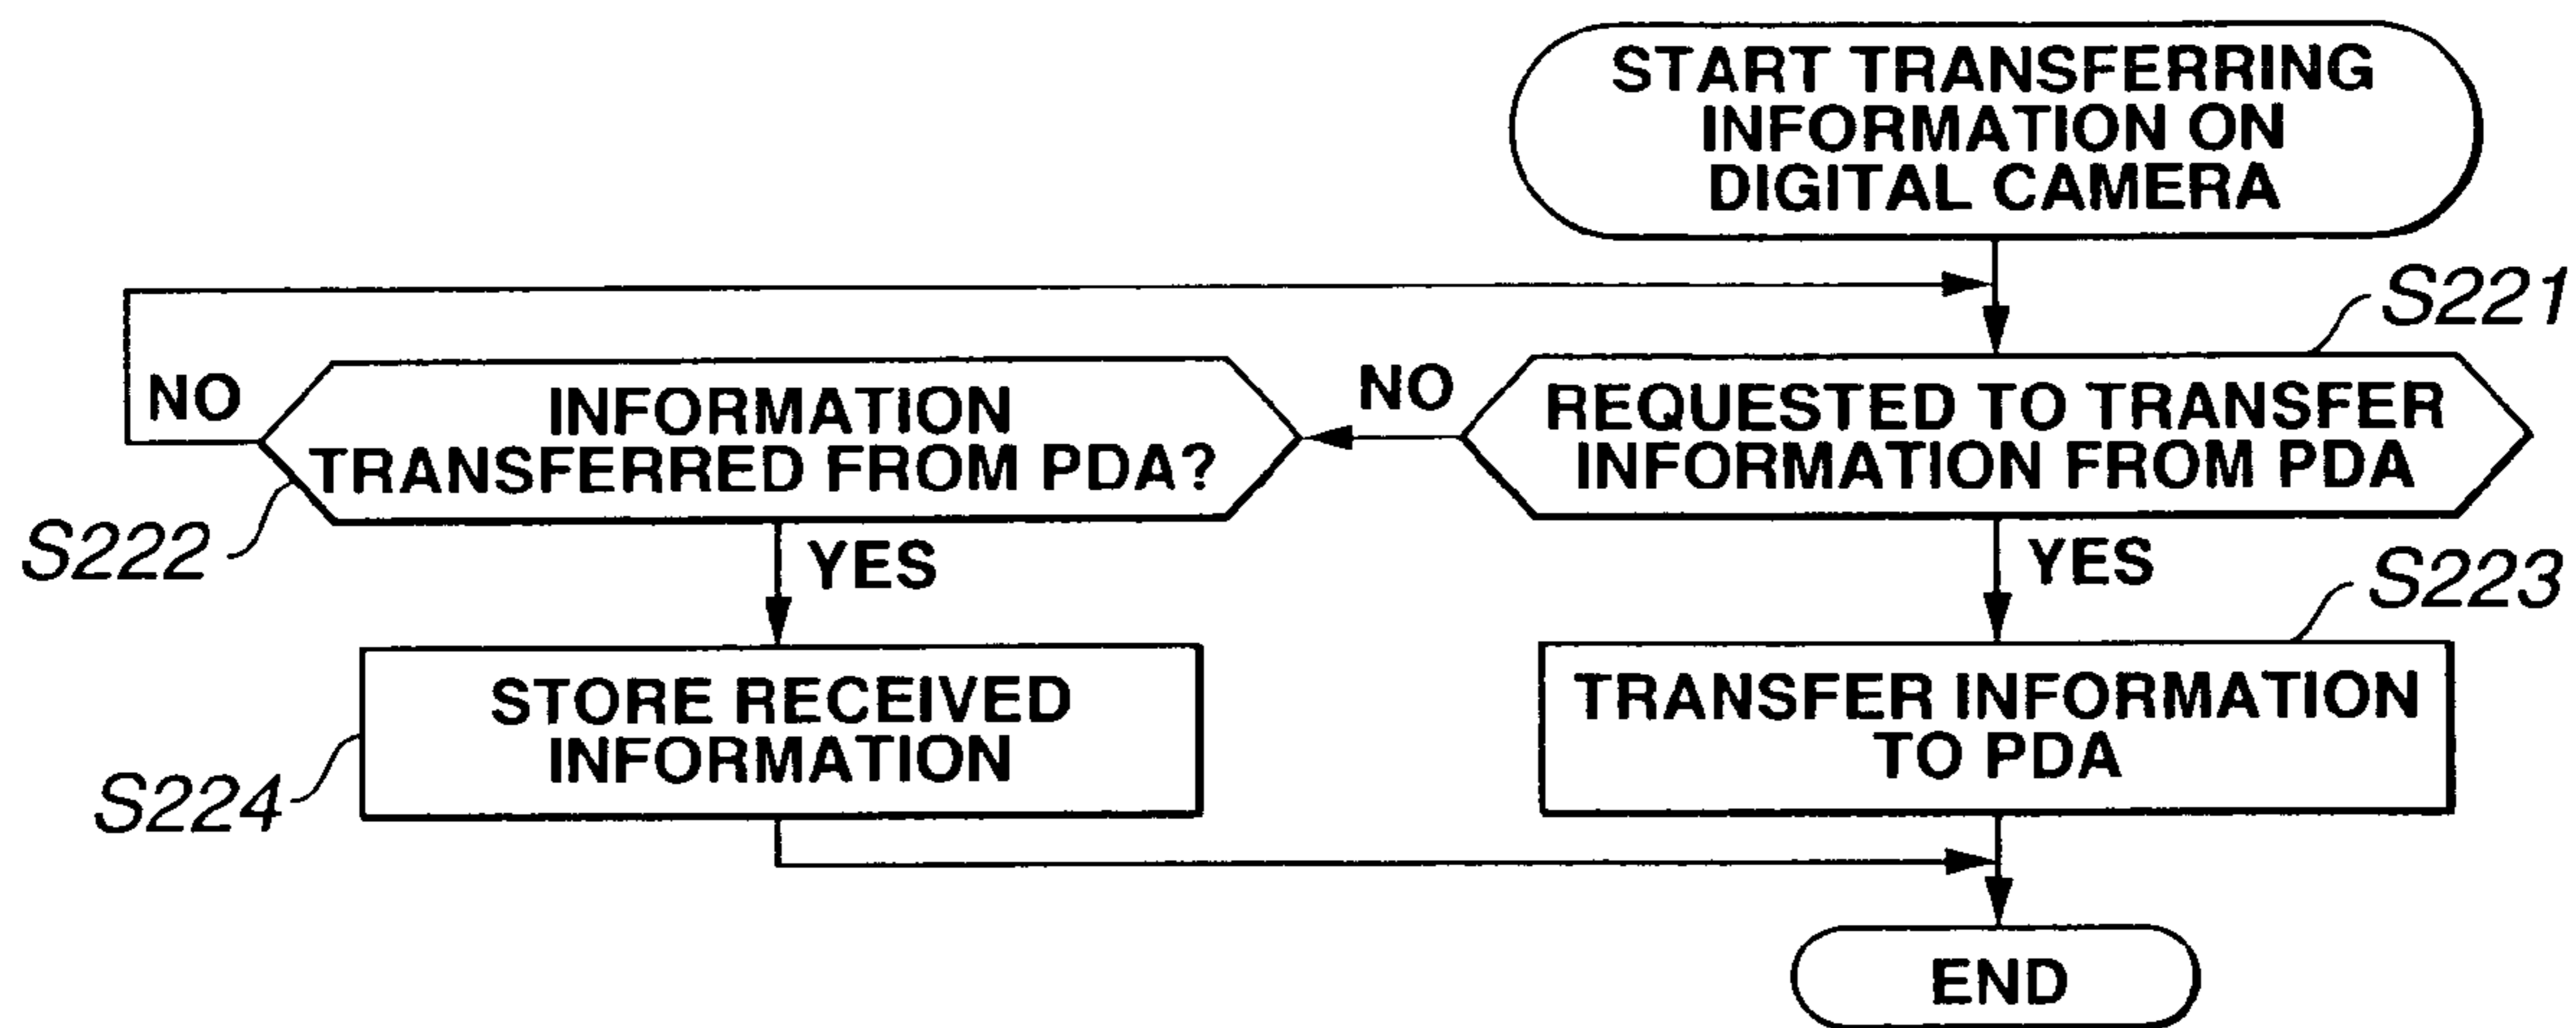 START TRANSFERRING
INFORMATION ON
DIGITAL CAMERA
S221
REQUESTED TO TRANSFER
INFORMATION FROM PDA
NO
INFORMATION
TRANSFERRED FROM PDA?
NO
S222
YES
YES
S223
STORE RECEIVED
INFORMATION
S224
TRANSFER INFORMATION
TO PDA
END